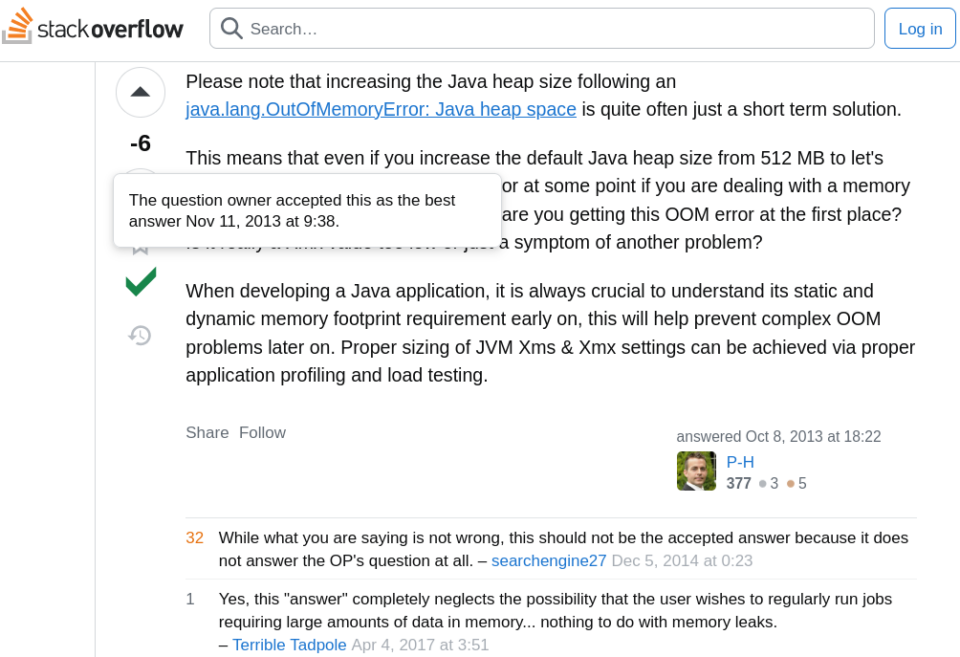 stackoverflow
Search…
Log in
Please note that increasing the Java heap size following an
java.lang.OutOfMemoryError: Java heap space is quite often just a short term solution.
-6
This means that even if you increase the default Java heap size from 512 MB to let's
or at some point if you are dealing with a memory
are you getting this OOM error at the first place?
a symptom of another problem?
The question owner accepted this as the best
answer Nov 11, 2013 at 9:38.
When developing a Java application, it is always crucial to understand its static and
dynamic memory footprint requirement early on, this will help prevent complex OOM
problems later on. Proper sizing of JVM Xms & Xmx settings can be achieved via proper
application profiling and load testing.
Share Follow
answered Oct 8, 2013 at 18:22
P-H
377 3 5
32 While what you are saying is not wrong, this should not be the accepted answer because it does
not answer the OP's question at all. – searchengine27 Dec 5, 2014 at 0:23
1 Yes, this "answer" completely neglects the possibility that the user wishes to regularly run jobs
requiring large amounts of data in memory... nothing to do with memory leaks.
– Terrible Tadpole Apr 4, 2017 at 3:51